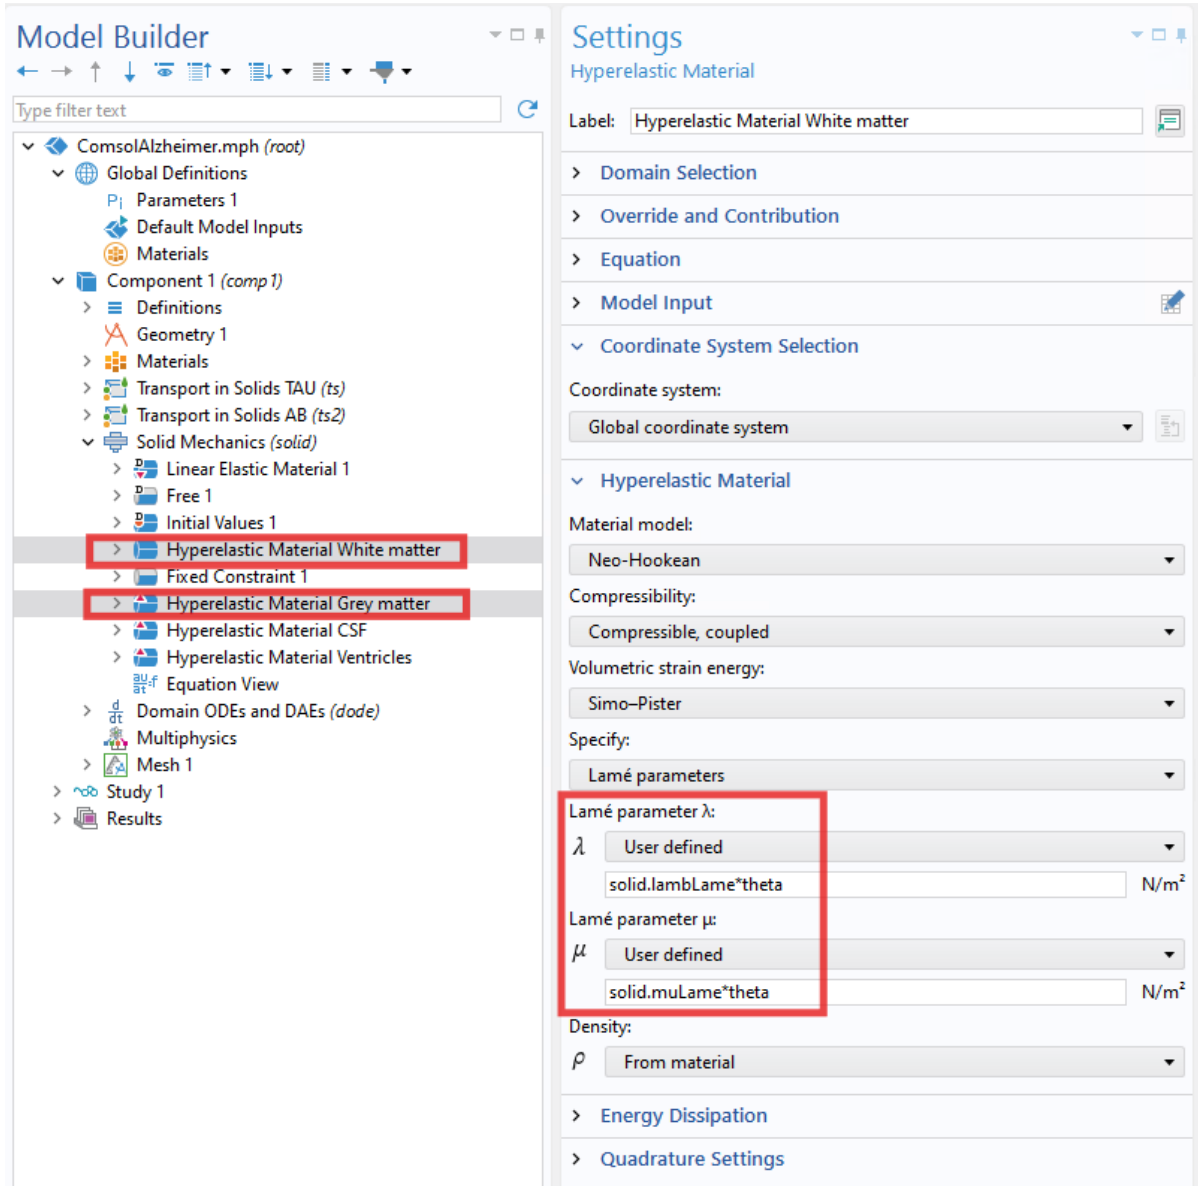 Model Builder
Type filter text
ComsolAlzheimer.mph (root)
Global Definitions
Pi Parameters 1
Default Model Inputs
Materials
Component 1 (comp1)
Definitions
Geometry 1
Materials
Transport in Solids TAU (ts)
Transport in Solids AB (ts2)
Solid Mechanics (solid)
Linear Elastic Material 1
Free 1
Initial Values 1
Hyperelastic Material White matter
Fixed Constraint 1
Hyperelastic Material Grey matter
Hyperelastic Material CSF
Hyperelastic Material Ventricles
Equation View
Domain ODEs and DAEs (dode)
Multiphysics
Mesh 1
Study 1
Results
Settings
Hyperelastic Material
Label: Hyperelastic Material White matter
Domain Selection
Override and Contribution
Equation
Model Input
Coordinate System Selection
Coordinate system:
Global coordinate system
Hyperelastic Material
Material model:
Neo-Hookean
Compressibility:
Compressible, coupled
Volumetric strain energy:
Simo–Pister
Specify:
Lamé parameters
Lamé parameter λ:
λ User defined
solid.lambLame*theta N/m²
Lamé parameter μ:
μ User defined
solid.muLame*theta N/m²
Density:
ρ From material
Energy Dissipation
Quadrature Settings